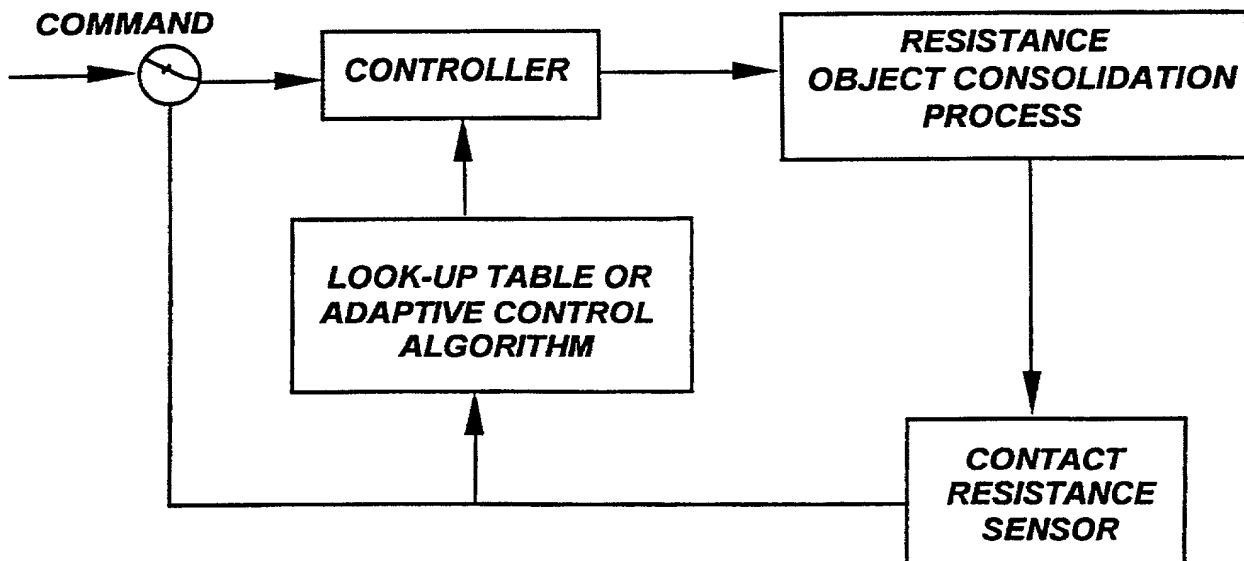 COMMAND
CONTROLLER
RESISTANCE
OBJECT CONSOLIDATION
PROCESS
LOOK-UP TABLE OR
ADAPTIVE CONTROL
ALGORITHM
CONTACT
RESISTANCE
SENSOR